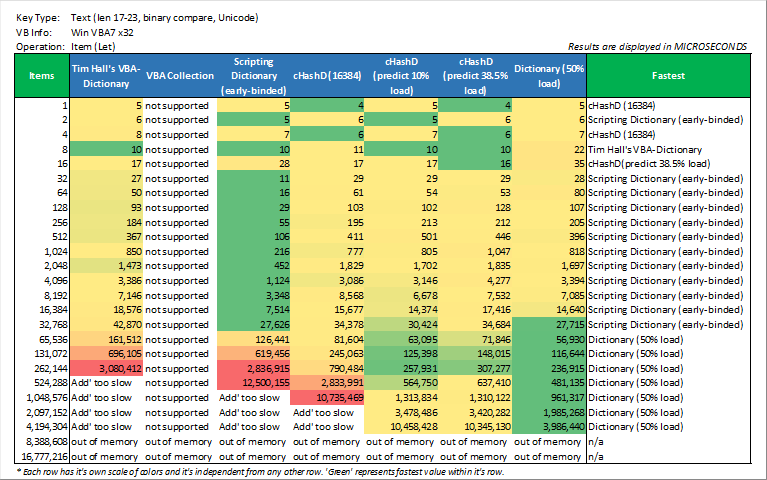 Key Type: Text (len 17-23, binary compare, Unicode)
VB Info: Win VBA7 x32
Operation: Item (Let)
Results are displayed in MICROSECONDS
Items Tim Hall's VBA-Dictionary VBA Collection Scripting Dictionary (early-binded) cHashD (16384) cHashD (predict 10% load) cHashD (predict 38.5% load) Dictionary (50% load) Fastest
1 5 not supported 5 4 5 4 5 cHashD (16384)
2 6 not supported 5 6 5 6 6 Scripting Dictionary (early-binded)
4 8 not supported 7 6 7 6 7 cHashD (16384)
8 10 not supported 10 11 10 10 22 Tim Hall's VBA-Dictionary
16 17 not supported 28 17 17 16 35 cHashD(predict 38.5% load)
32 27 not supported 11 29 29 29 28 Scripting Dictionary (early-binded)
64 50 not supported 16 61 54 53 80 Scripting Dictionary (early-binded)
128 93 not supported 29 103 102 128 107 Scripting Dictionary (early-binded)
256 184 not supported 55 195 213 212 205 Scripting Dictionary (early-binded)
512 367 not supported 106 411 501 446 396 Scripting Dictionary (early-binded)
1,024 850 not supported 216 777 805 1,047 818 Scripting Dictionary (early-binded)
2,048 1,473 not supported 452 1,829 1,702 1,835 1,697 Scripting Dictionary (early-binded)
4,096 3,386 not supported 1,124 3,086 3,146 4,277 3,394 Scripting Dictionary (early-binded)
8,192 7,146 not supported 3,348 8,568 6,678 7,532 7,085 Scripting Dictionary (early-binded)
16,384 18,576 not supported 7,514 15,677 14,374 17,416 14,640 Scripting Dictionary (early-binded)
32,768 42,870 not supported 27,626 34,378 30,424 34,684 27,715 Scripting Dictionary (early-binded)
65,536 161,512 not supported 126,441 81,604 63,095 71,846 56,930 Dictionary (50% load)
131,072 696,105 not supported 619,456 245,063 125,398 148,015 116,644 Dictionary (50% load)
262,144 3,080,412 not supported 2,836,915 790,484 257,931 307,277 236,915 Dictionary (50% load)
524,288 Add' too slow not supported 12,500,155 2,833,991 564,750 637,410 481,135 Dictionary (50% load)
1,048,576 Add' too slow not supported Add' too slow 10,735,469 1,313,834 1,310,122 961,317 Dictionary (50% load)
2,097,152 Add' too slow not supported Add' too slow Add' too slow 3,478,486 3,420,282 1,985,268 Dictionary (50% load)
4,194,304 Add' too slow not supported Add' too slow Add' too slow 10,458,428 10,345,130 3,986,440 Dictionary (50% load)
8,388,608 out of memory out of memory out of memory out of memory out of memory out of memory out of memory n/a
16,777,216 out of memory out of memory out of memory out of memory out of memory out of memory out of memory n/a
* Each row has it's own scale of colors and it's independent from any other row. 'Green' represents fastest value within it's row.